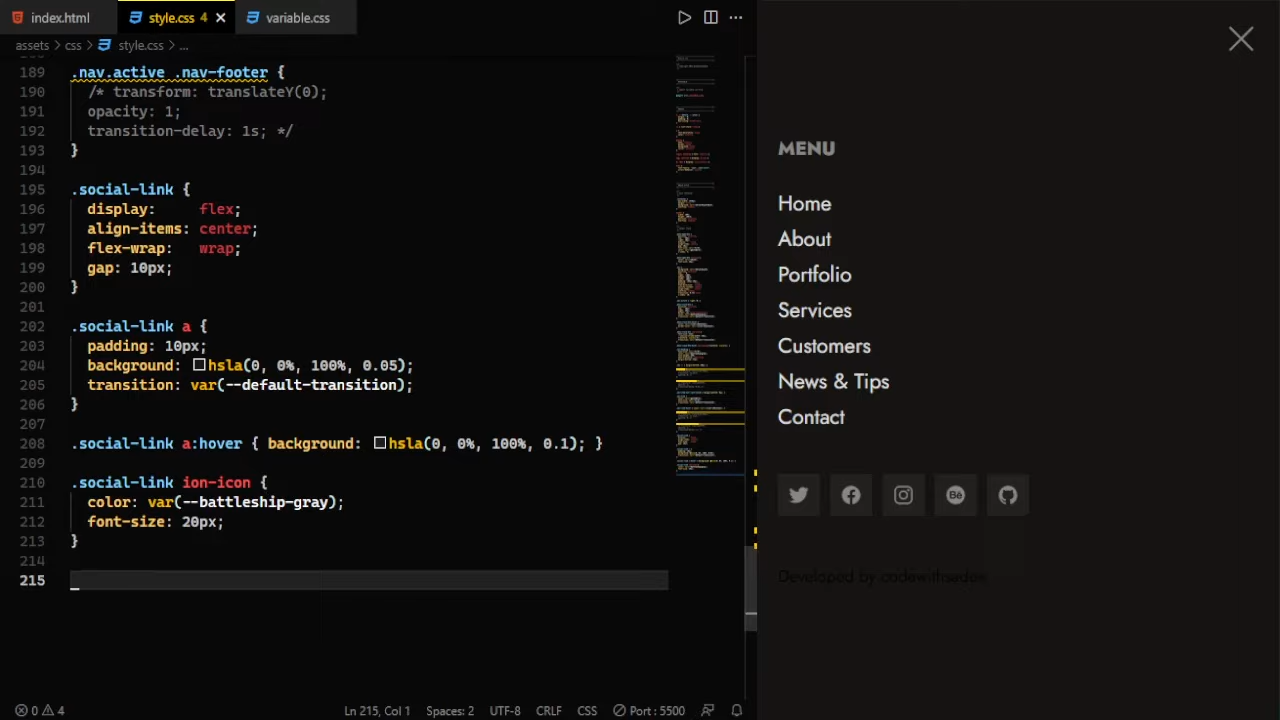 index.html
style.css 4
variable.css
assets > css > style.css > ...
189 .nav.active .nav-footer {
190 /* transform: translateY(0);
191 opacity: 1;
192 transition-delay: 1s; */
193 }
194
195 .social-link {
196 display: flex;
197 align-items: center;
198 flex-wrap: wrap;
199 gap: 10px;
200 }
201
202 .social-link a {
203 padding: 10px;
204 background: hsla(0, 0%, 100%, 0.05);
205 transition: var(--default-transition);
206 }
207
208 .social-link a:hover { background: hsla(0, 0%, 100%, 0.1); }
209
210 .social-link ion-icon {
211 color: var(--battleship-gray);
212 font-size: 20px;
213 }
214
215
0 4
Ln 215, Col 1
Spaces: 2
UTF-8
CRLF
CSS
Port : 5500
MENU
Home
About
Portfolio
Services
Customers
News & Tips
Contact
Bē
Developed by codewithsadee